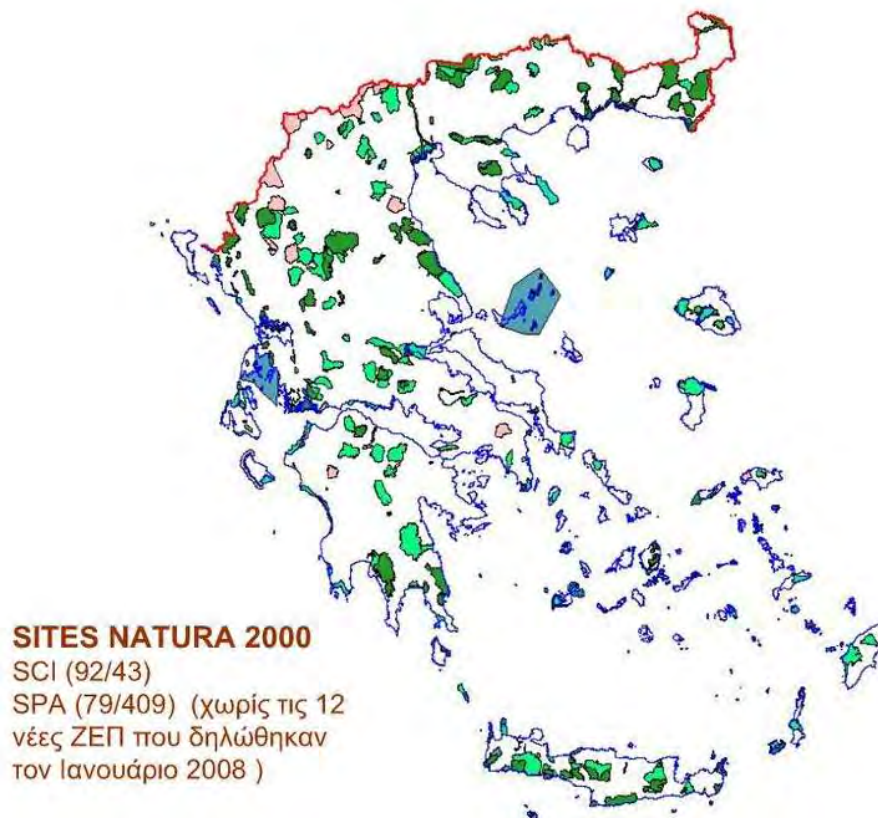 SITES NATURA 2000
SCI (92/43)
SPA (79/409) (χωρίς τις 12
νέες ΖΕΠ που δηλώθηκαν
τον Ιανουάριο 2008 )